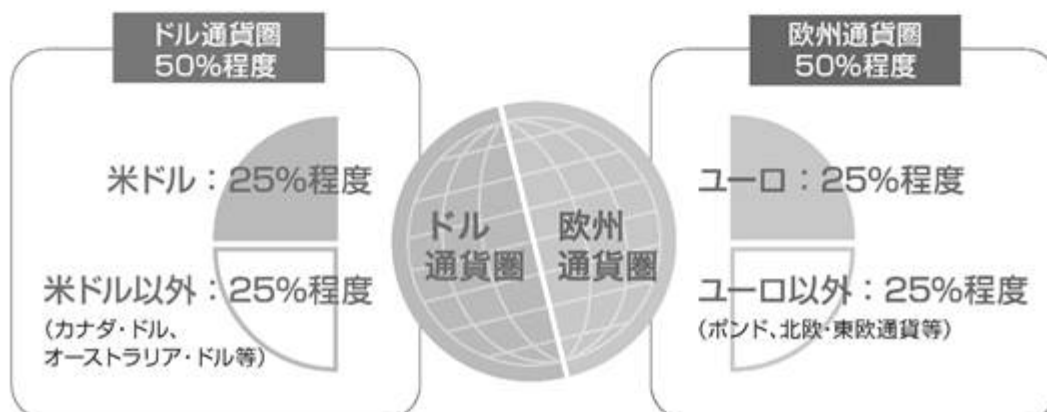 ドル通貨圏
50%程度
米ドル：25%程度
米ドル以外：25%程度
(カナダ・ドル、
オーストラリア・ドル等)
ドル
通貨圏
欧州
通貨圏
欧州通貨圏
50%程度
ユーロ：25%程度
ユーロ以外：25%程度
(ポンド、北欧・東欧通貨等)